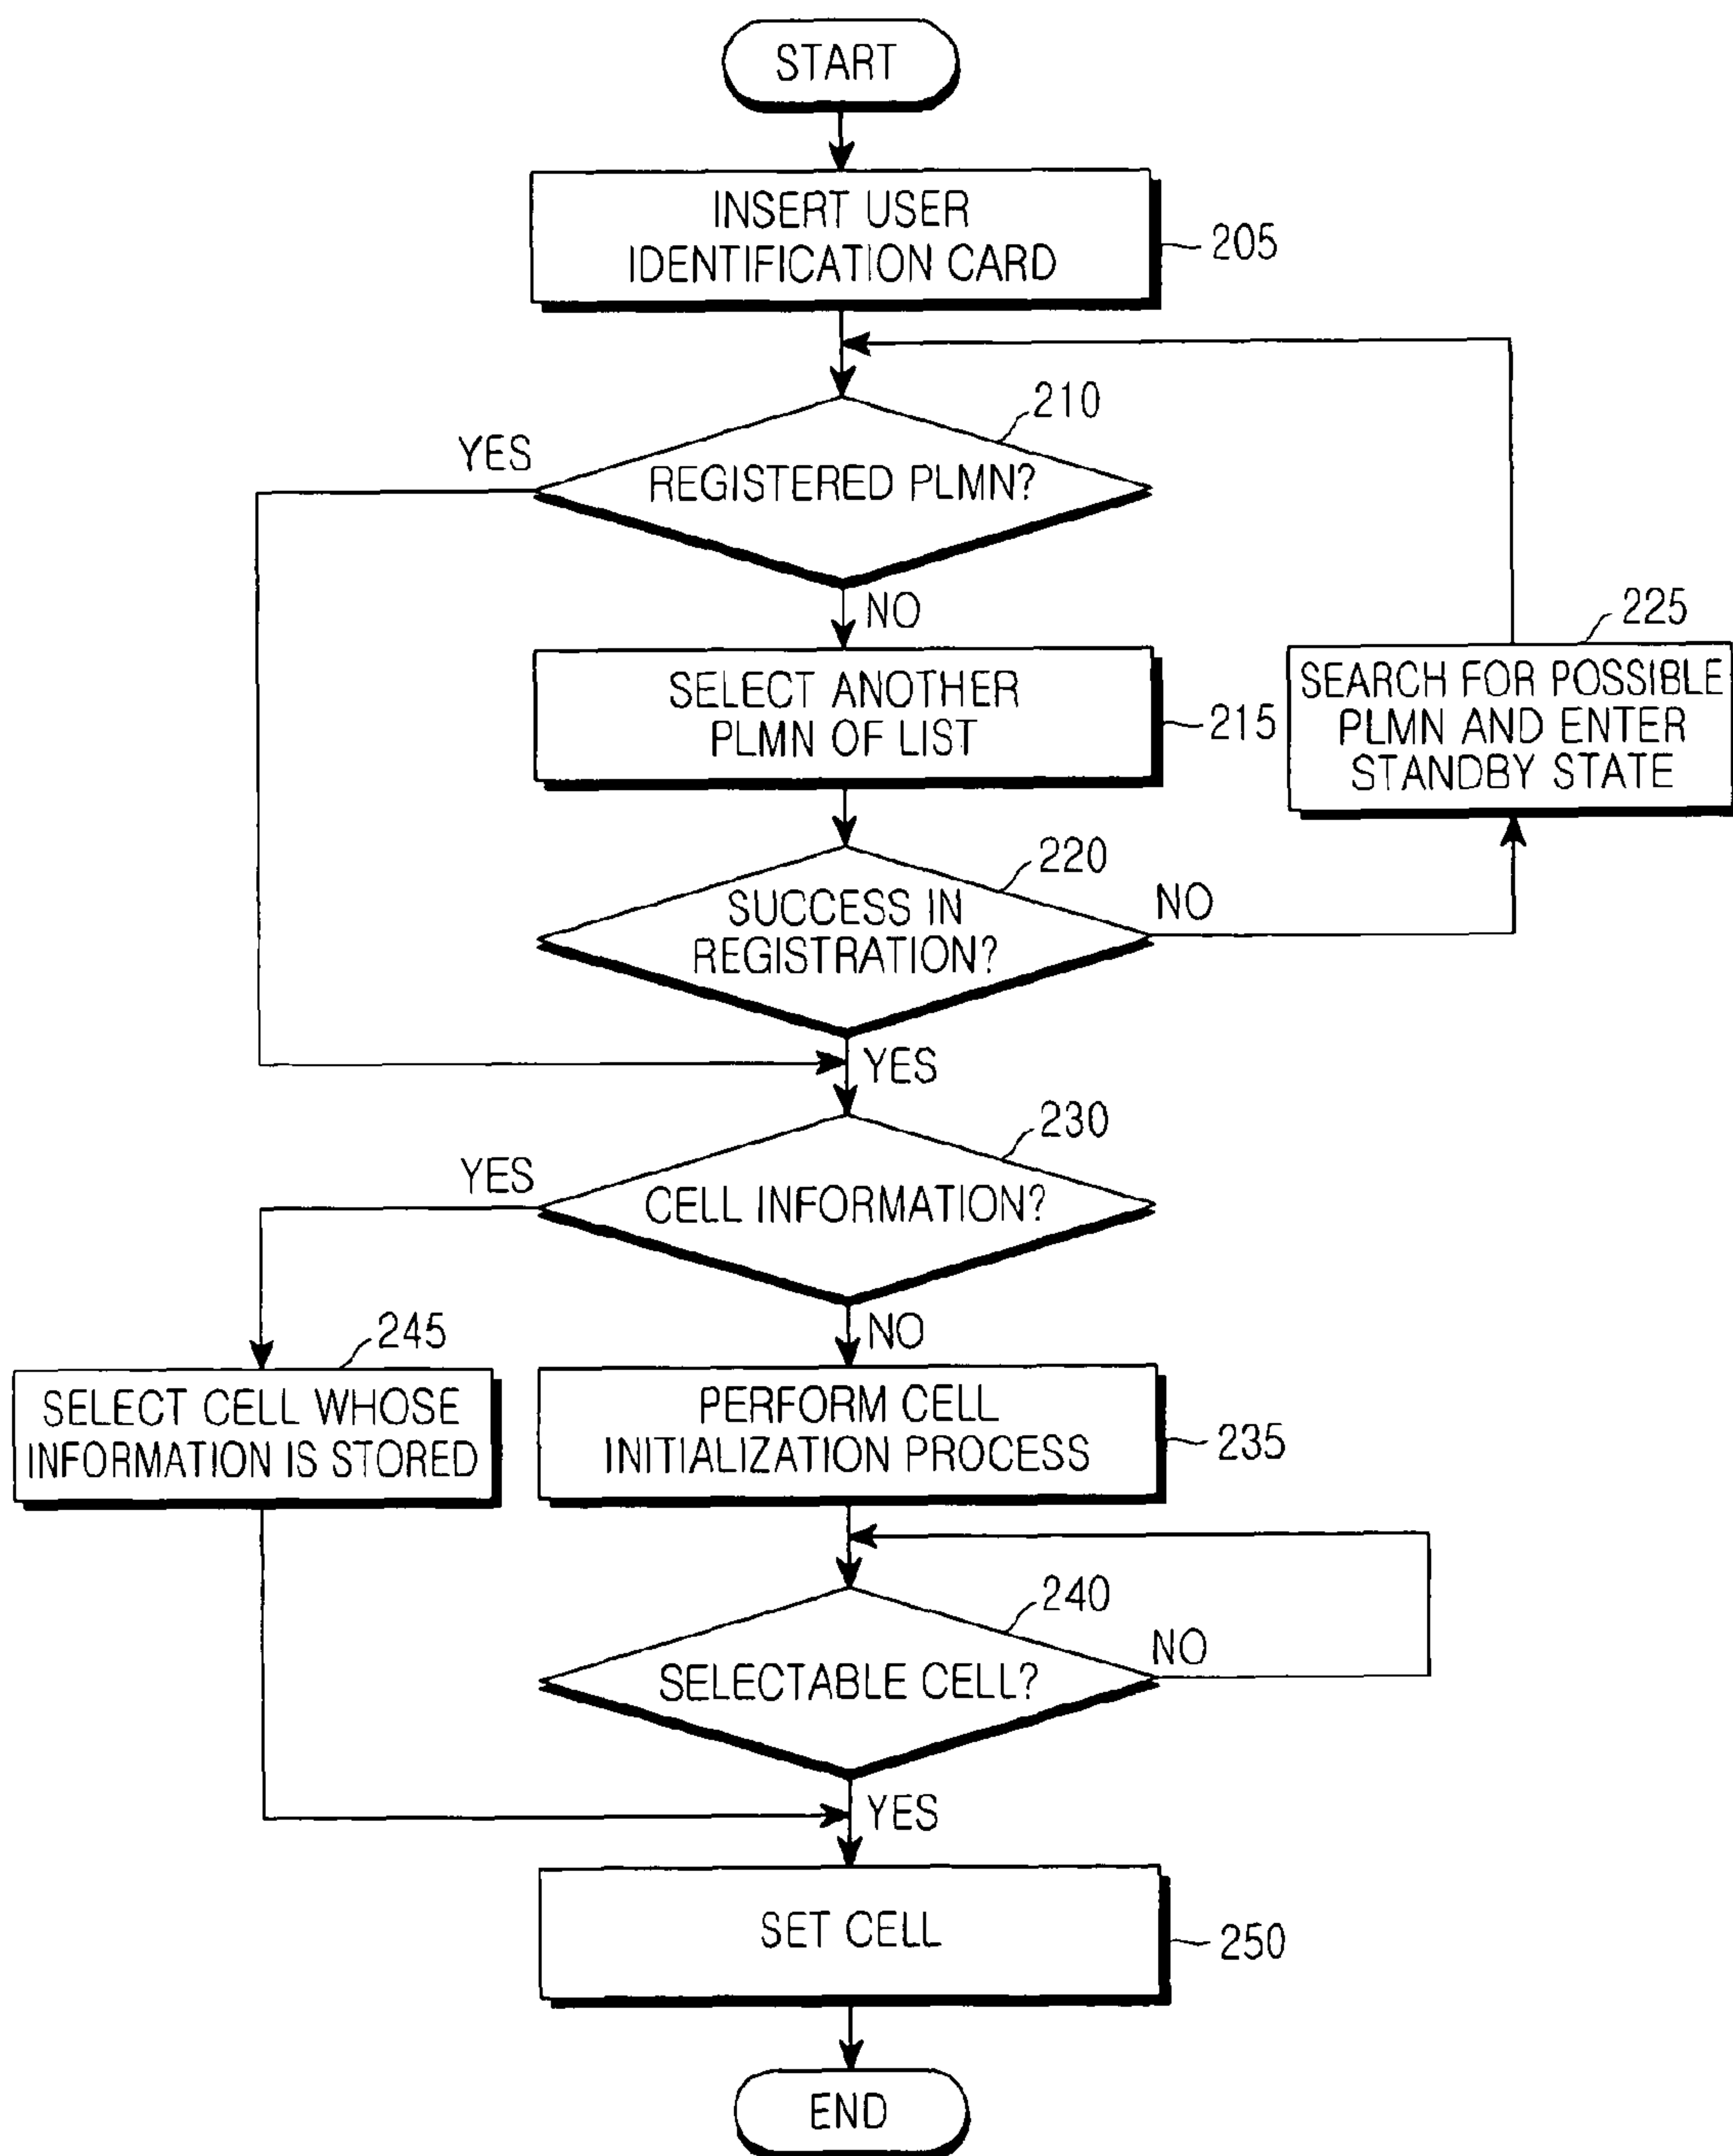 START
INSERT USER
IDENTIFICATION CARD
205
210
YES
REGISTERED PLMN?
NO
225
SELECT ANOTHER
PLMN OF LIST
215
SEARCH FOR POSSIBLE
PLMN AND ENTER
STANDBY STATE
220
SUCCESS IN
REGISTRATION?
NO
YES
230
YES
CELL INFORMATION?
NO
245
SELECT CELL WHOSE
INFORMATION IS STORED
PERFORM CELL
INITIALIZATION PROCESS
235
240
NO
SELECTABLE CELL?
YES
SET CELL
250
END